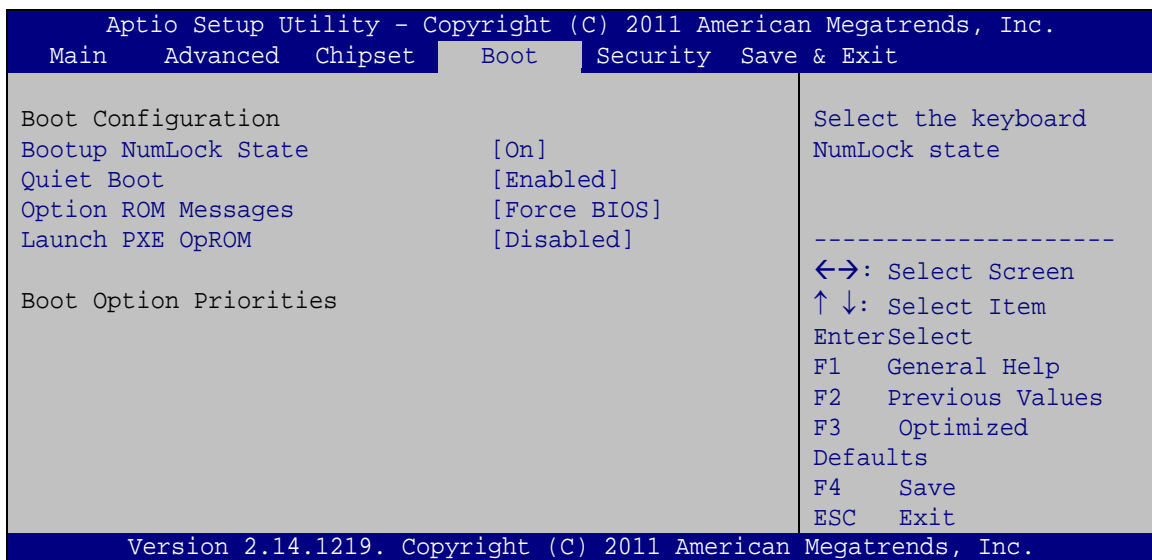 Aptio Setup Utility – Copyright (C) 2011 American Megatrends, Inc.
Main Advanced Chipset Boot Security Save & Exit
Boot Configuration
Bootup NumLock State [On]
Quiet Boot [Enabled]
Option ROM Messages [Force BIOS]
Launch PXE OpROM [Disabled]
Boot Option Priorities
Select the keyboard
NumLock state
---------------------
←→: Select Screen
↑ ↓: Select Item
EnterSelect
F1 General Help
F2 Previous Values
F3 Optimized
Defaults
F4 Save
ESC Exit
Version 2.14.1219. Copyright (C) 2011 American Megatrends, Inc.